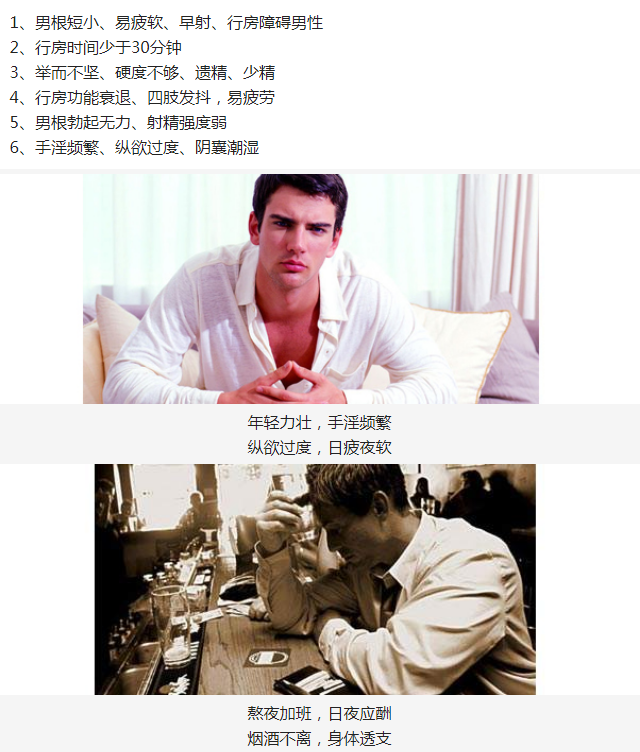 1、男根短小、易疲软、早射、行房障碍男性
2、行房时间少于30分钟
3、举而不坚、硬度不够、遗精、少精
4、行房功能衰退、四肢发抖，易疲劳
5、男根勃起无力、射精强度弱
6、手淫频繁、纵欲过度、阴囊潮湿
年轻力壮，手淫频繁
纵欲过度，日疲夜软
熬夜加班，日夜应酬
烟酒不离，身体透支